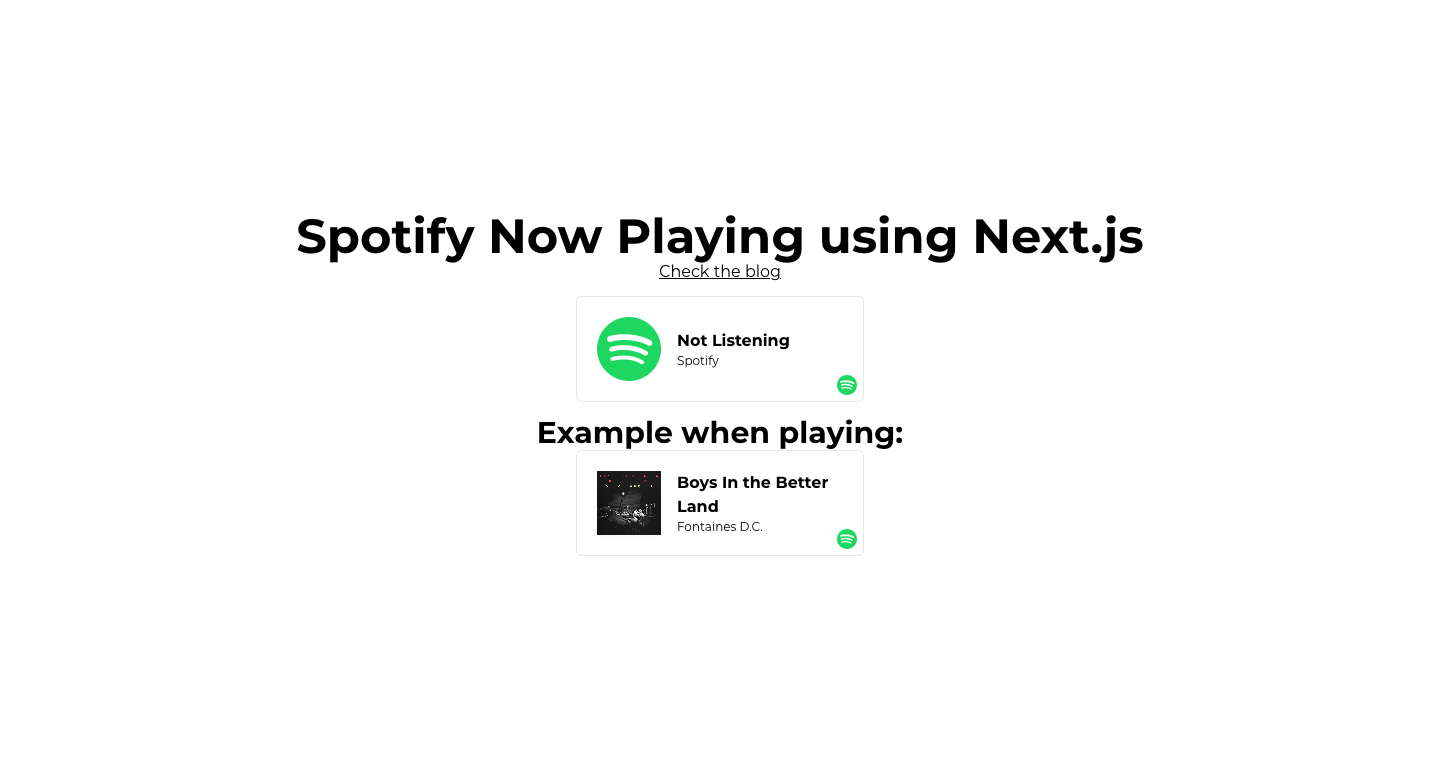 Spotify Now Playing using Next.js
Check the blog
Not Listening
Spotify
Example when playing:
Boys In the Better
Land
Fontaines D.C.